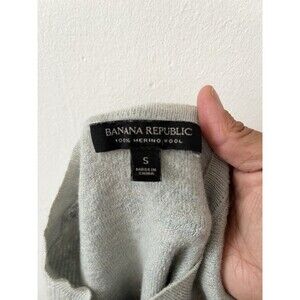 BANANA REPUBLIC
100% MERINO WOOL
S
MADE IN
CHINA